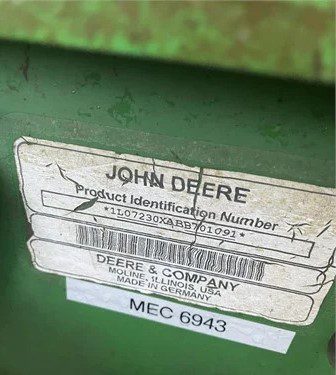 JOHN DEERE
Product Identification Number
*1L07230XABB701091*
DEERE & COMPANY
MOLINE, ILLINOIS, USA
MADE IN GERMANY
MEC 6943